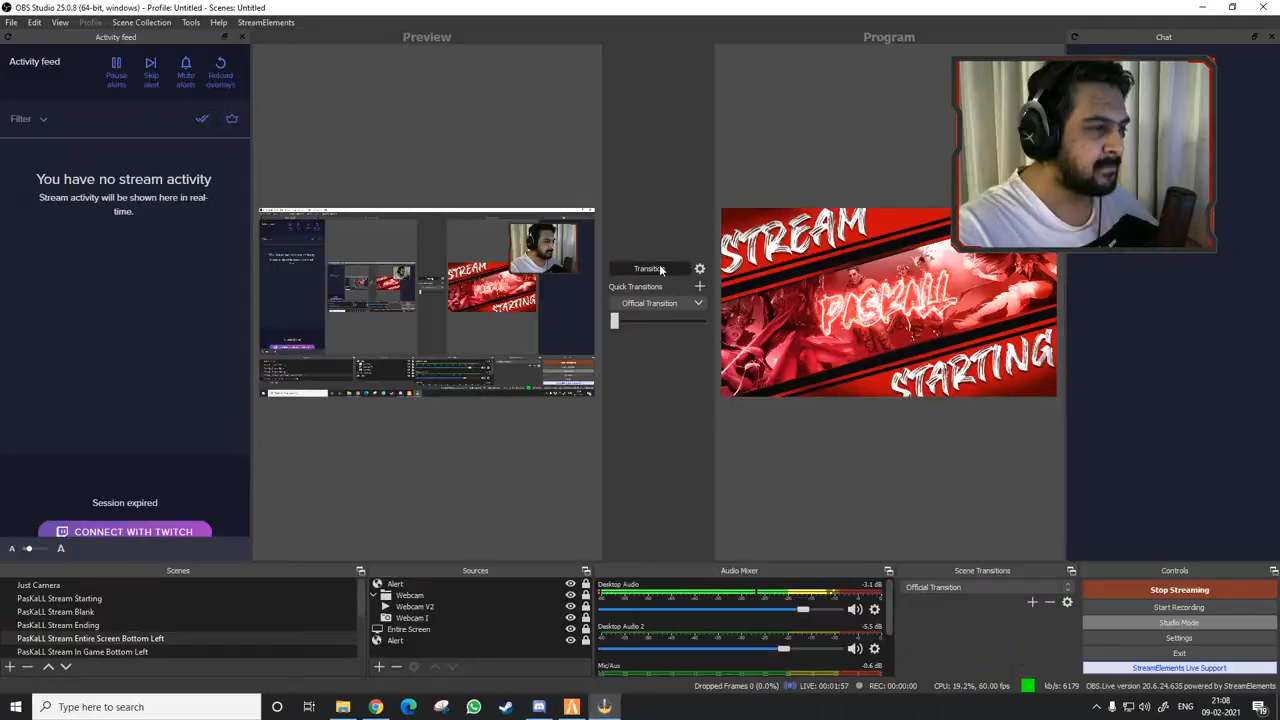 OBS Studio 25.0.8 (64-bit, windows) - Profile: Untitled - Scenes: Untitled
File Edit View Profile Scene Collection Tools Help StreamElements
Activity feed
Preview
Program
Chat
Activity feed
Pause alerts
Skip alert
Mute alerts
Reload overlays
Filter
You have no stream activity
Stream activity will be shown here in real-
time.
Session expired
CONNECT WITH TWITCH
A A
Transition
Quick Transitions
Official Transition
STREAM
PASKALL
STARTING
Scenes
Just Camera
PasKaLL Stream Starting
PasKaLL Stream Blank
PasKaLL Stream Ending
PasKaLL Stream Entire Screen Bottom Left
PasKaLL Stream In Game Bottom Left
Sources
Alert
Webcam
Webcam V2
Webcam I
Entire Screen
Alert
Audio Mixer
Desktop Audio -3.1 dB
Desktop Audio 2 -5.5 dB
Mic/Aux -0.6 dB
Scene Transitions
Official Transition
Controls
Stop Streaming
Start Recording
Studio Mode
Settings
Exit
StreamElements Live Support
Dropped Frames 0 (0.0%) LIVE: 00:01:57 REC: 00:00:00 CPU: 19.2%, 60.00 fps kb/s: 6179 OBS.Live version 20.6.24.635 powered by StreamElements
Type here to search
21:08
09-02-2021
19